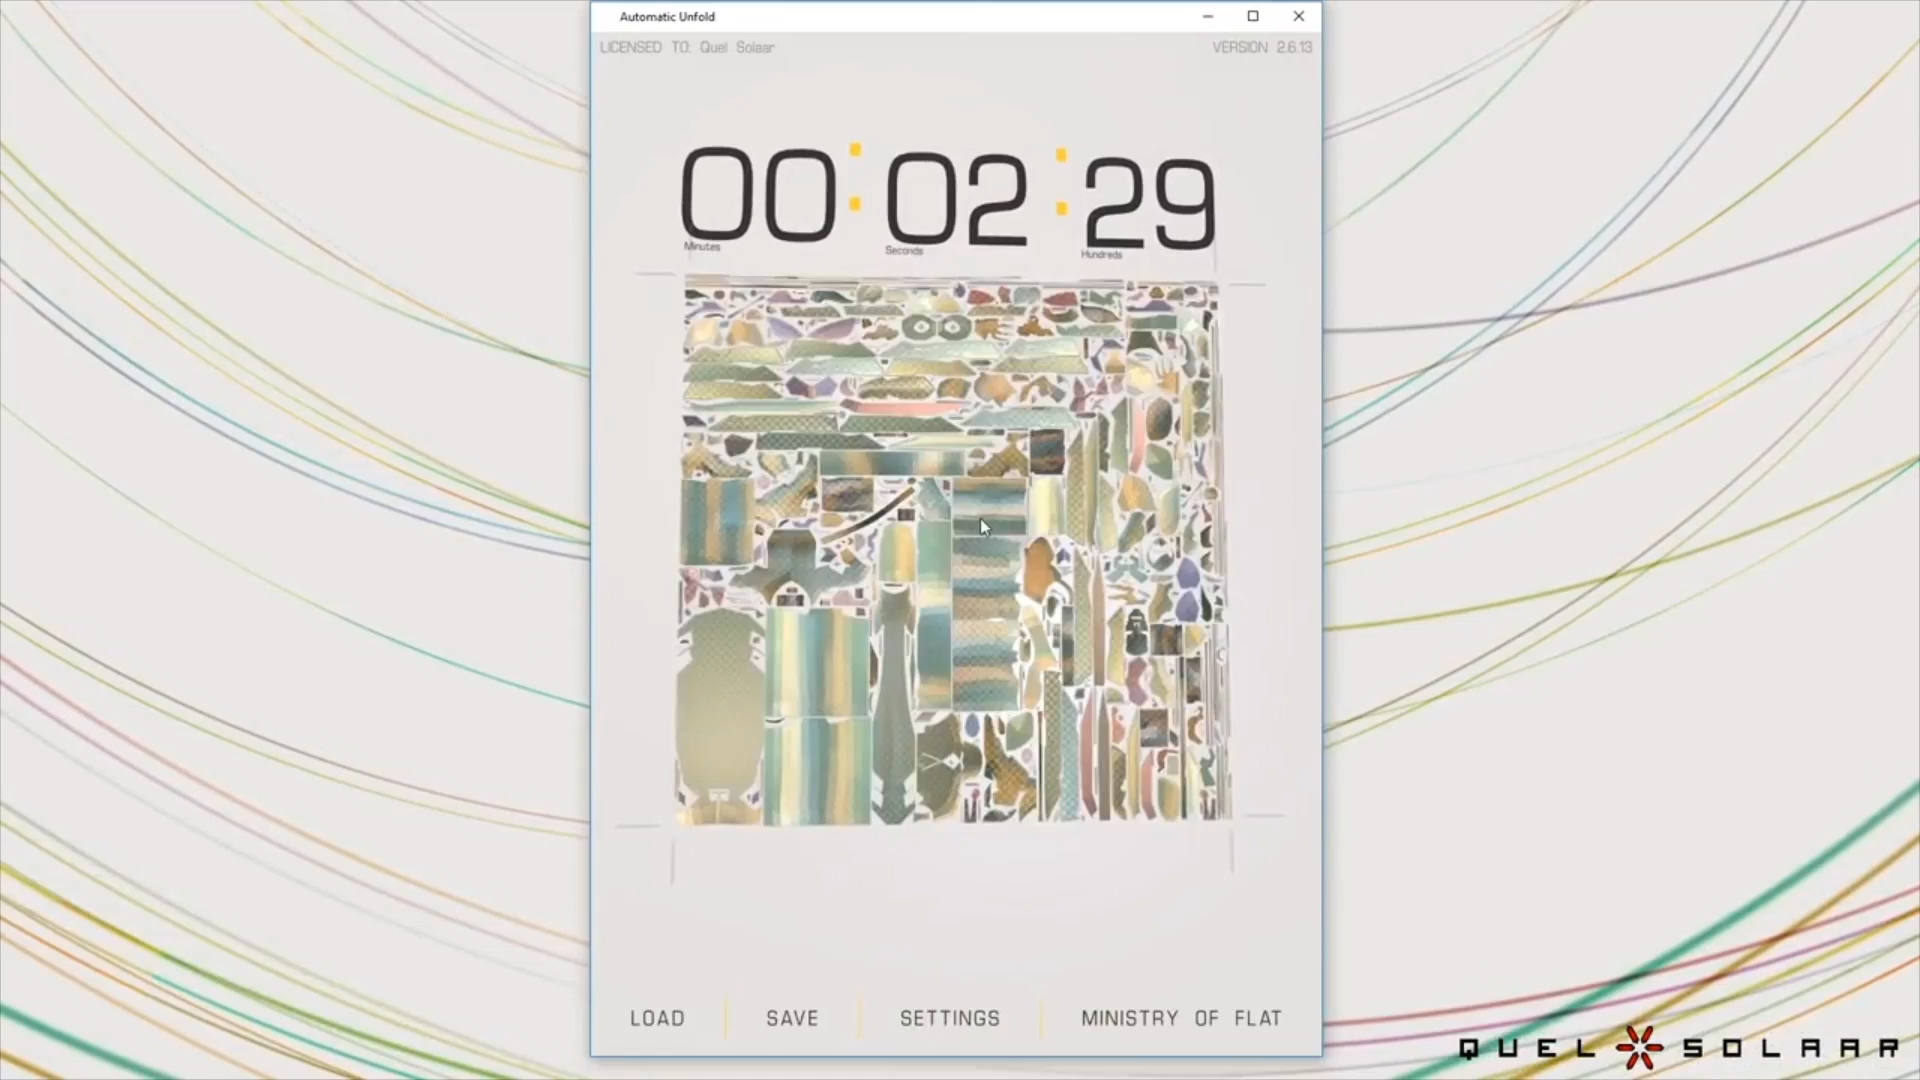 Automatic Unfold
LICENSED TO: Quel Solaar
VERSION 2.6.13
00:02:29
Minutes
Seconds
Hundreds
LOAD
SAVE
SETTINGS
MINISTRY OF FLAT
QUEL SOLAAR